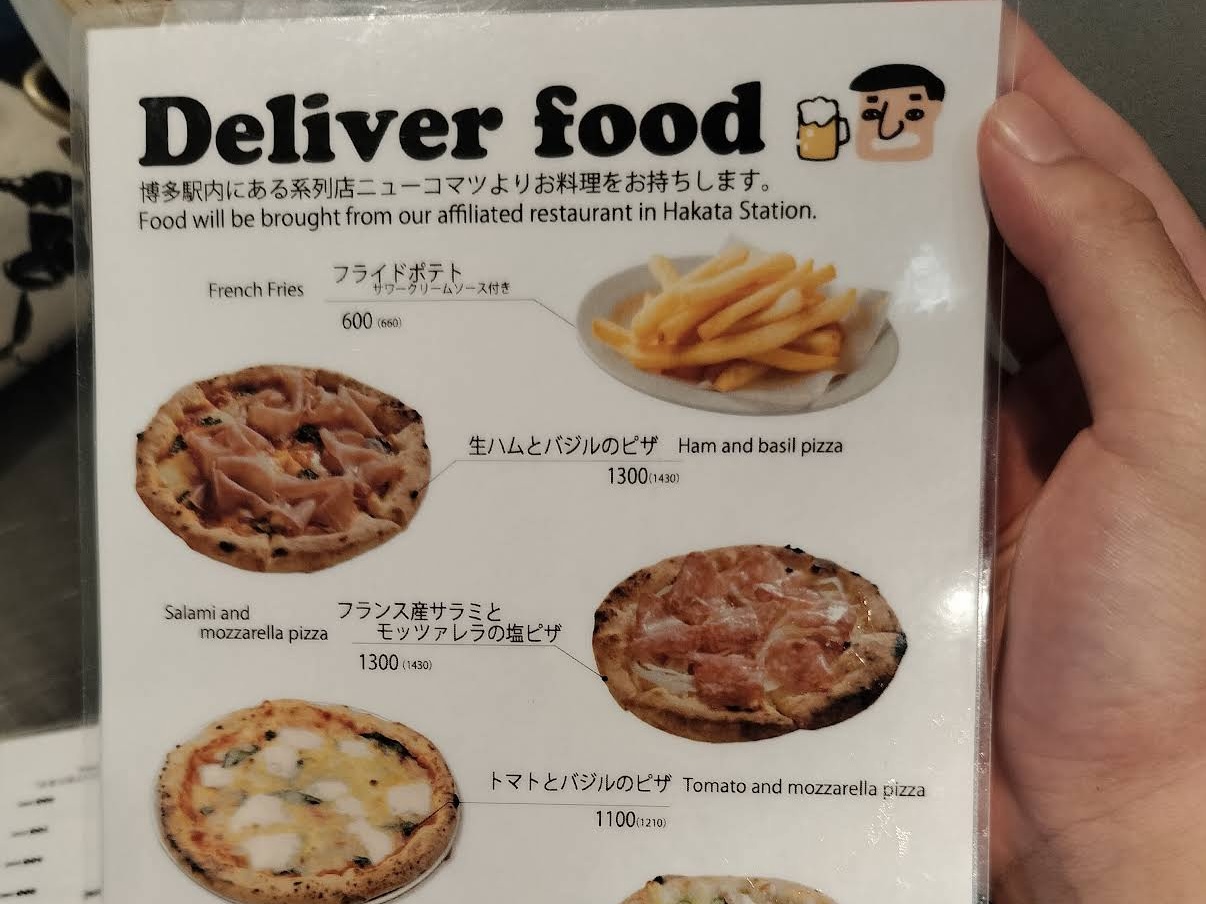 Deliver food
博多駅内にある系列店ニューコマツよりお料理をお持ちします。
Food will be brought from our affiliated restaurant in Hakata Station.
French Fries フライドポテト
サワークリームソース付き
600 (660)
生ハムとバジルのピザ Ham and basil pizza
1300(1430)
Salami and
mozzarella pizza
フランス産サラミと
モッツァレラの塩ピザ
1300 (1430)
トマトとバジルのピザ Tomato and mozzarella pizza
1100(1210)